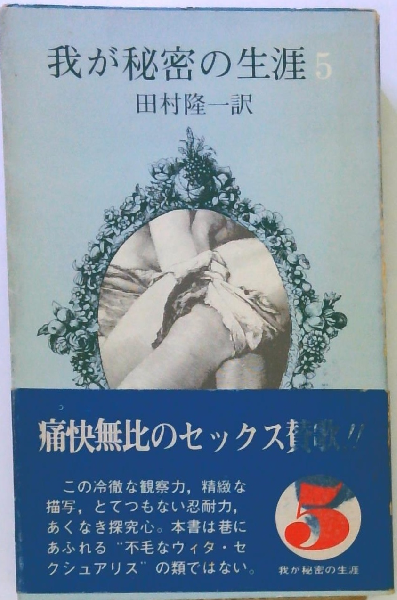 我が秘密の生涯 5
田村隆一訳
痛快無比のセックス賛歌!!
この冷徹な観察力，精緻な
描写，とてつもない忍耐力，
あくなき探究心。本書は巷に
あふれる “不毛なウィタ・セ
クシュアリス” の類ではない。
5
我が秘密の生涯